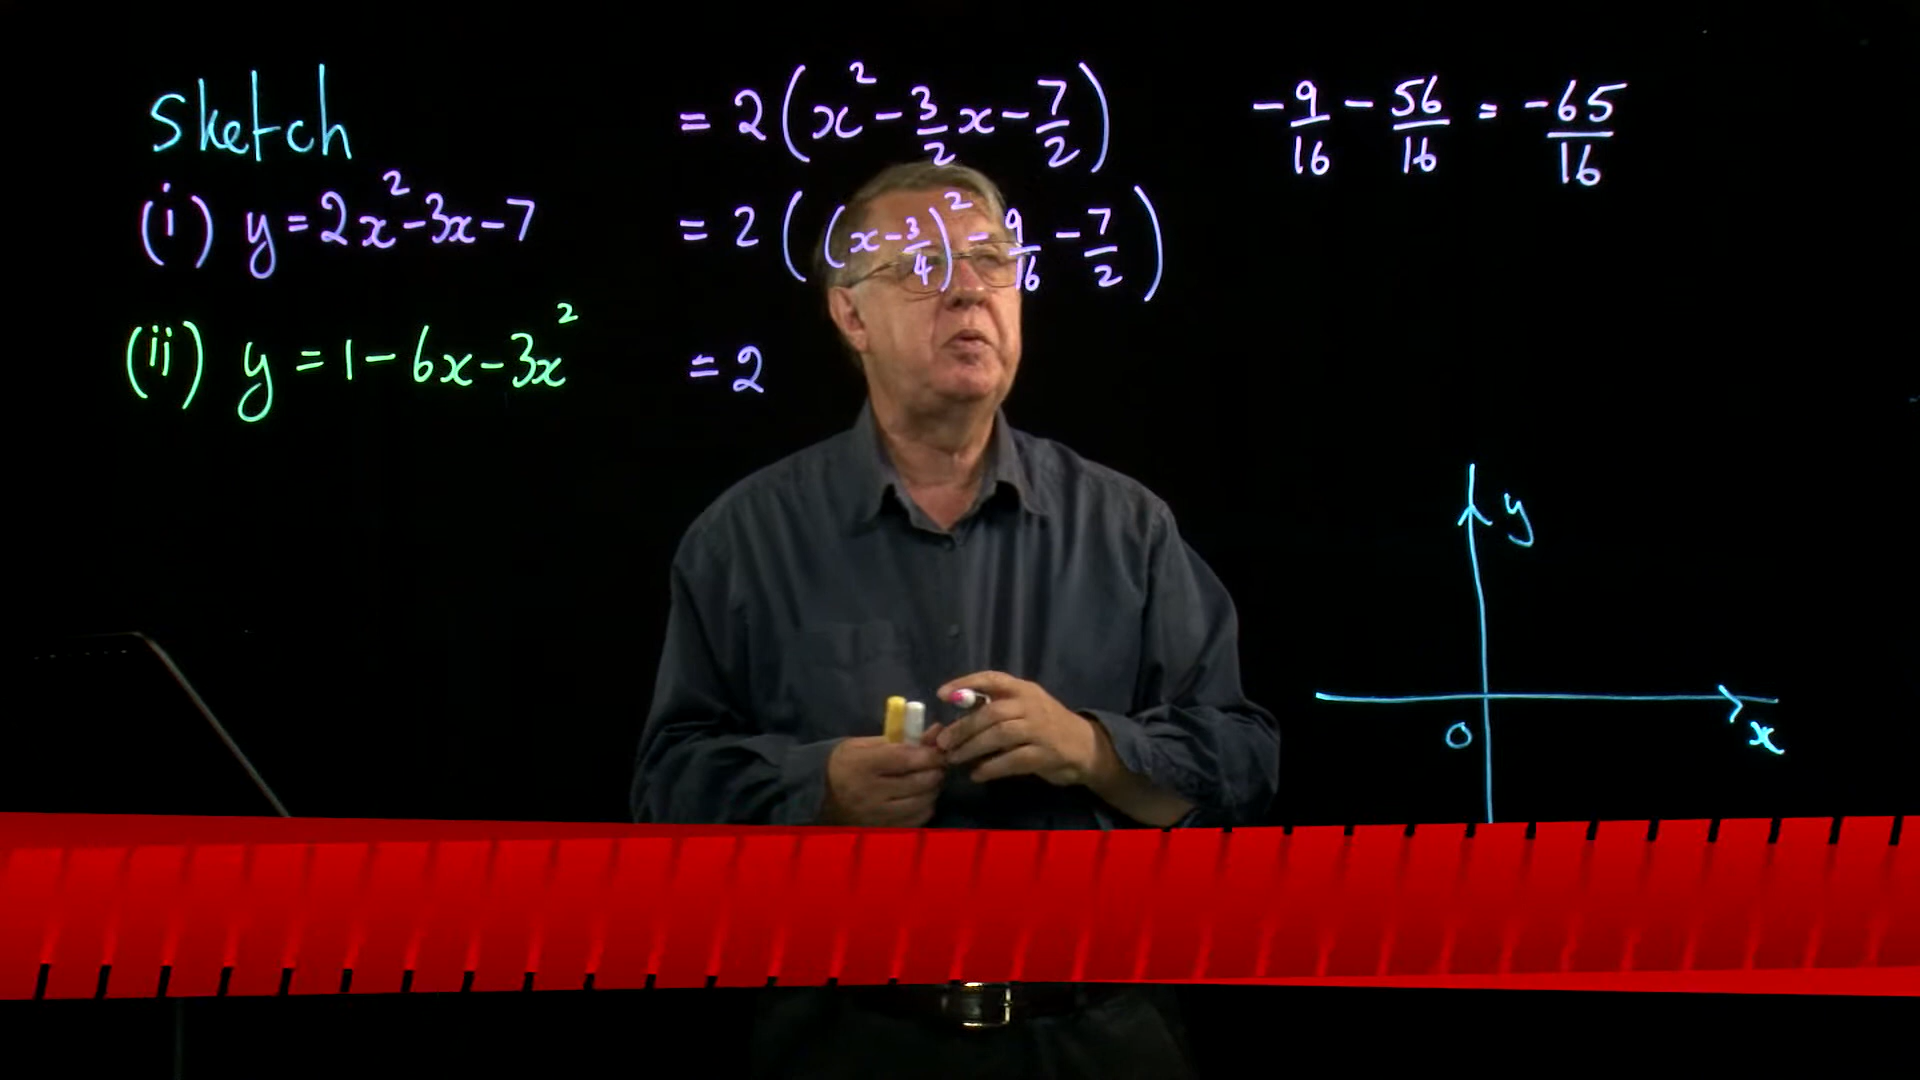 Sketch
(i) y = 2x² - 3x - 7
(ii) y = 1 - 6x - 3x²
= 2(x² - 3/2 x - 7/2)
= 2((x - 3/4)² - 9/16 - 7/2)
= 2
-9/16 - 56/16 = -65/16
y
0
x